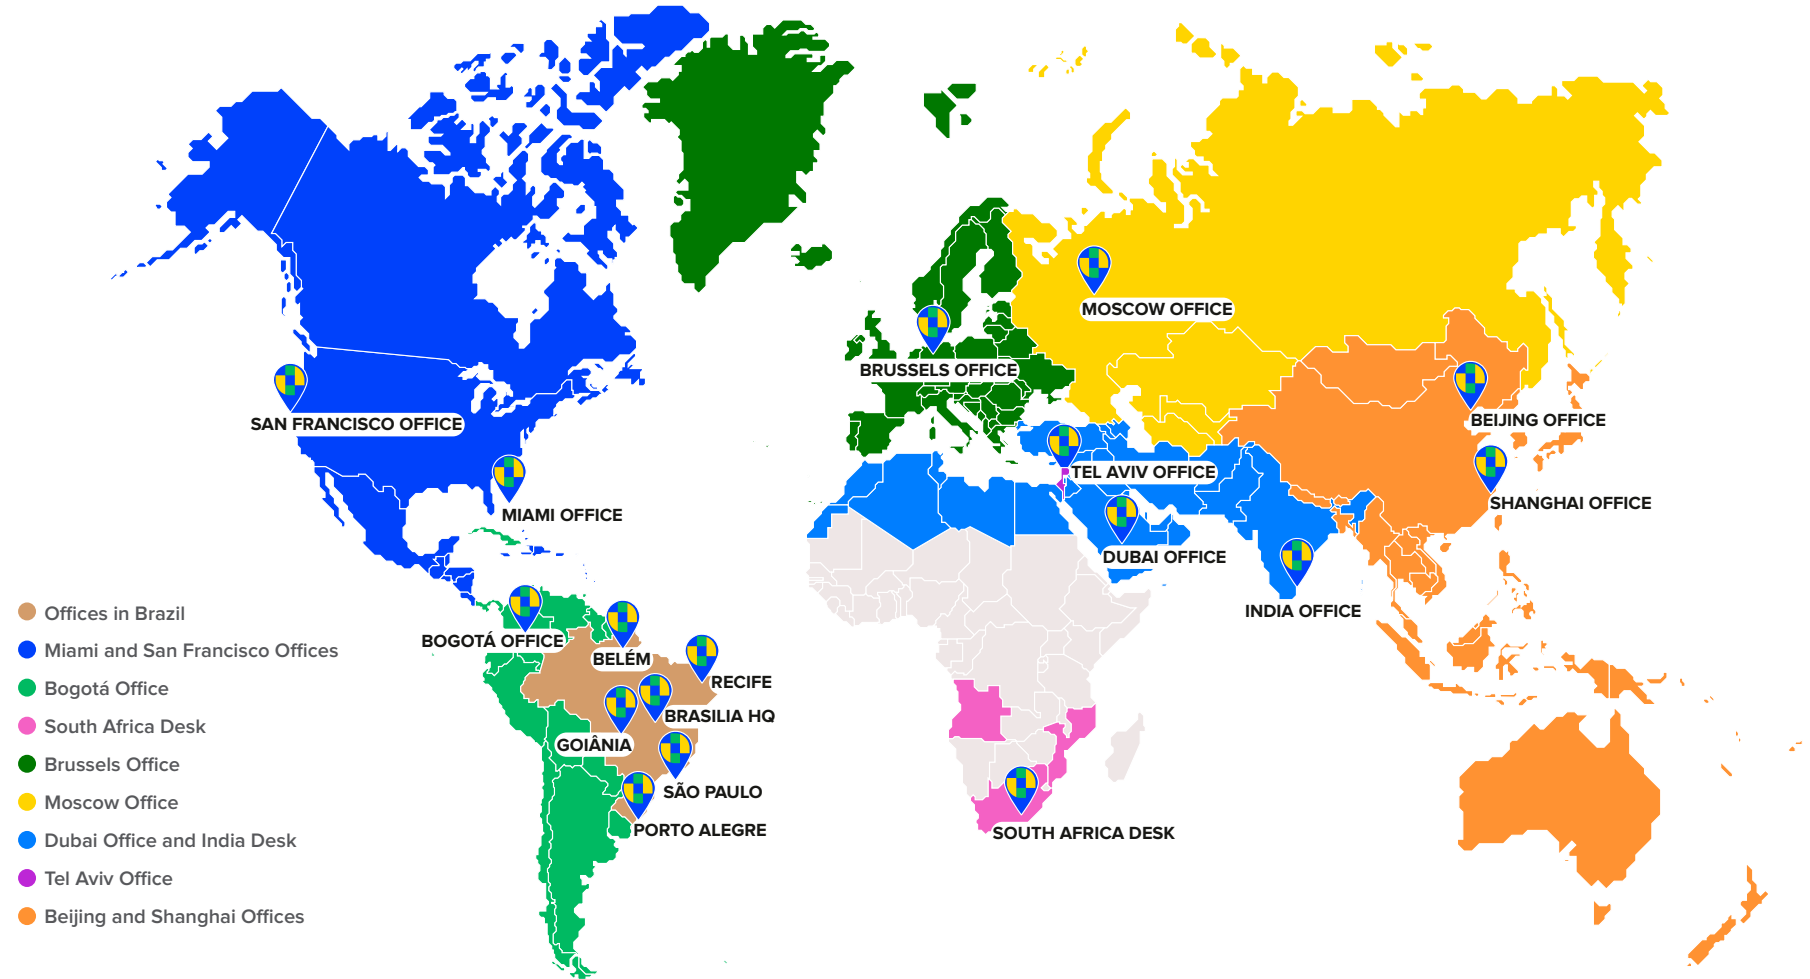 MOSCOW OFFICE
BRUSSELS OFFICE
SAN FRANCISCO OFFICE
BEIJING OFFICE
TEL AVIV OFFICE
SHANGHAI OFFICE
MIAMI OFFICE
DUBAI OFFICE
INDIA OFFICE
BOGOTÁ OFFICE
BELÉM
RECIFE
BRASILIA HQ
GOIÂNIA
SÃO PAULO
PORTO ALEGRE
SOUTH AFRICA DESK
Offices in Brazil
Miami and San Francisco Offices
Bogotá Office
South Africa Desk
Brussels Office
Moscow Office
Dubai Office and India Desk
Tel Aviv Office
Beijing and Shanghai Offices